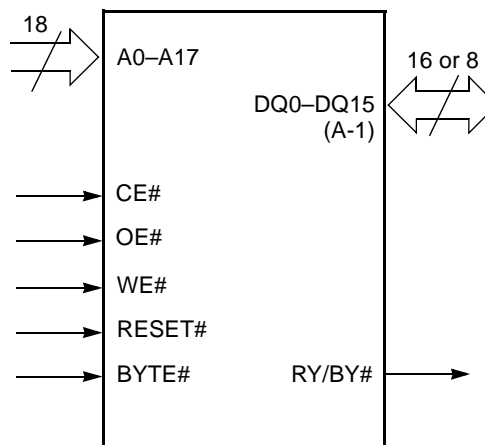 18
A0–A17
16 or 8
DQ0–DQ15
(A-1)
CE#
OE#
WE#
RESET#
BYTE#
RY/BY#